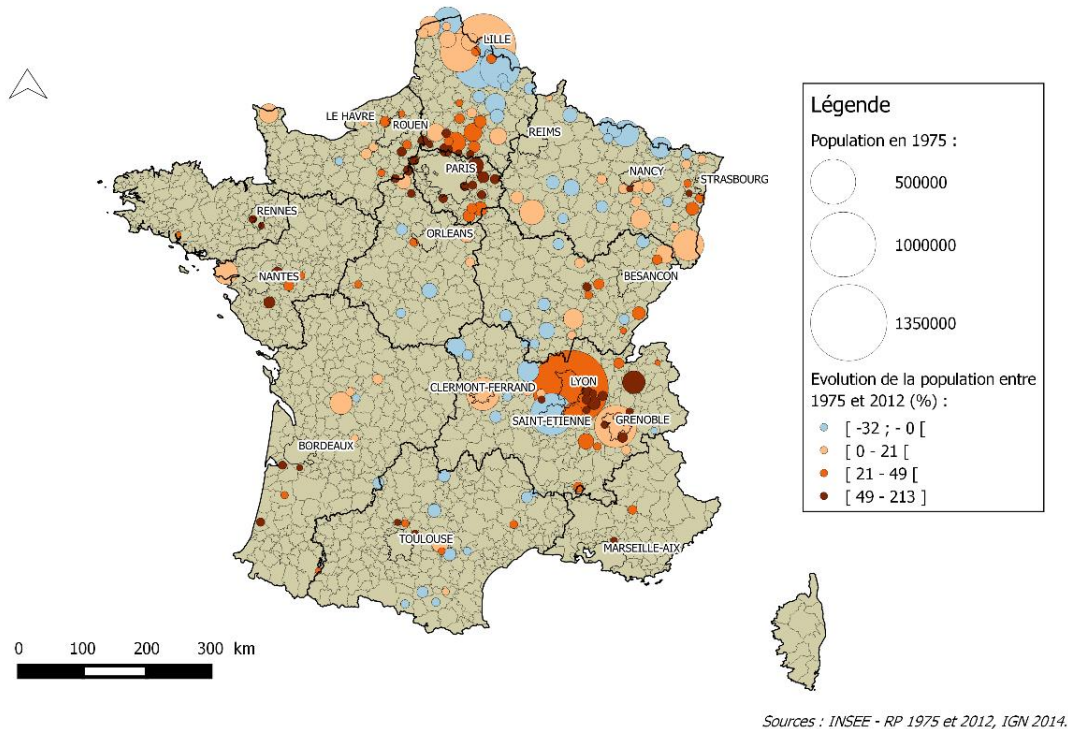 LILLE
LE HAVRE
ROUEN
REIMS
PARIS
NANCY
STRASBOURG
RENNES
ORLEANS
NANTES
BESANCON
CLERMONT-FERRAND
LYON
SAINT-ETIENNE
GRENOBLE
BORDEAUX
TOULOUSE
MARSEILLE-AIX
Légende
Population en 1975 :
500000
1000000
1350000
Evolution de la population entre
1975 et 2012 (%) :
[ -32 ; - 0 [
[ 0 - 21 [
[ 21 - 49 [
[ 49 - 213 ]
0 100 200 300 km
Sources : INSEE - RP 1975 et 2012, IGN 2014.